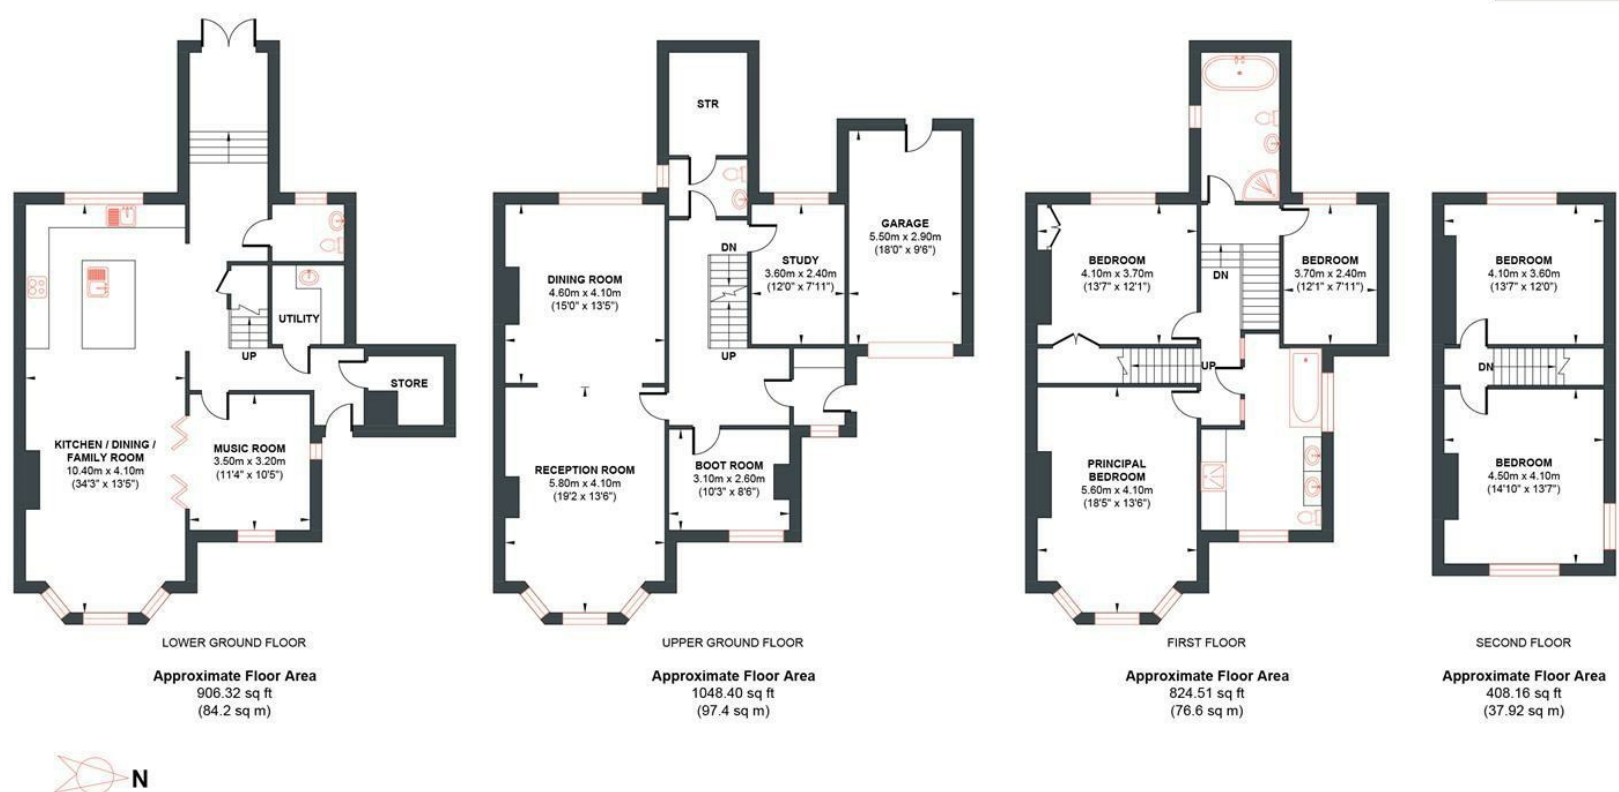 UTILITY
UP
STORE
KITCHEN / DINING /
FAMILY ROOM
10.40m x 4.10m
(34'3" x 13'5")
MUSIC ROOM
3.50m x 3.20m
(11'4" x 10'5")
LOWER GROUND FLOOR
Approximate Floor Area
906.32 sq ft
(84.2 sq m)
STR
GARAGE
5.50m x 2.90m
(18'0" x 9'6")
DN
STUDY
3.60m x 2.40m
(12'0" x 7'11")
DINING ROOM
4.60m x 4.10m
(15'0" x 13'5")
UP
RECEPTION ROOM
5.80m x 4.10m
(19'2 x 13'6")
BOOT ROOM
3.10m x 2.60m
(10'3" x 8'6")
UPPER GROUND FLOOR
Approximate Floor Area
1048.40 sq ft
(97.4 sq m)
BEDROOM
4.10m x 3.70m
(13'7" x 12'1")
DN
BEDROOM
3.70m x 2.40m
(12'1" x 7'11")
UP
PRINCIPAL
BEDROOM
5.60m x 4.10m
(18'5" x 13'6")
FIRST FLOOR
Approximate Floor Area
824.51 sq ft
(76.6 sq m)
BEDROOM
4.10m x 3.60m
(13'7" x 12'0")
DN
BEDROOM
4.50m x 4.10m
(14'10" x 13'7")
SECOND FLOOR
Approximate Floor Area
408.16 sq ft
(37.92 sq m)
N